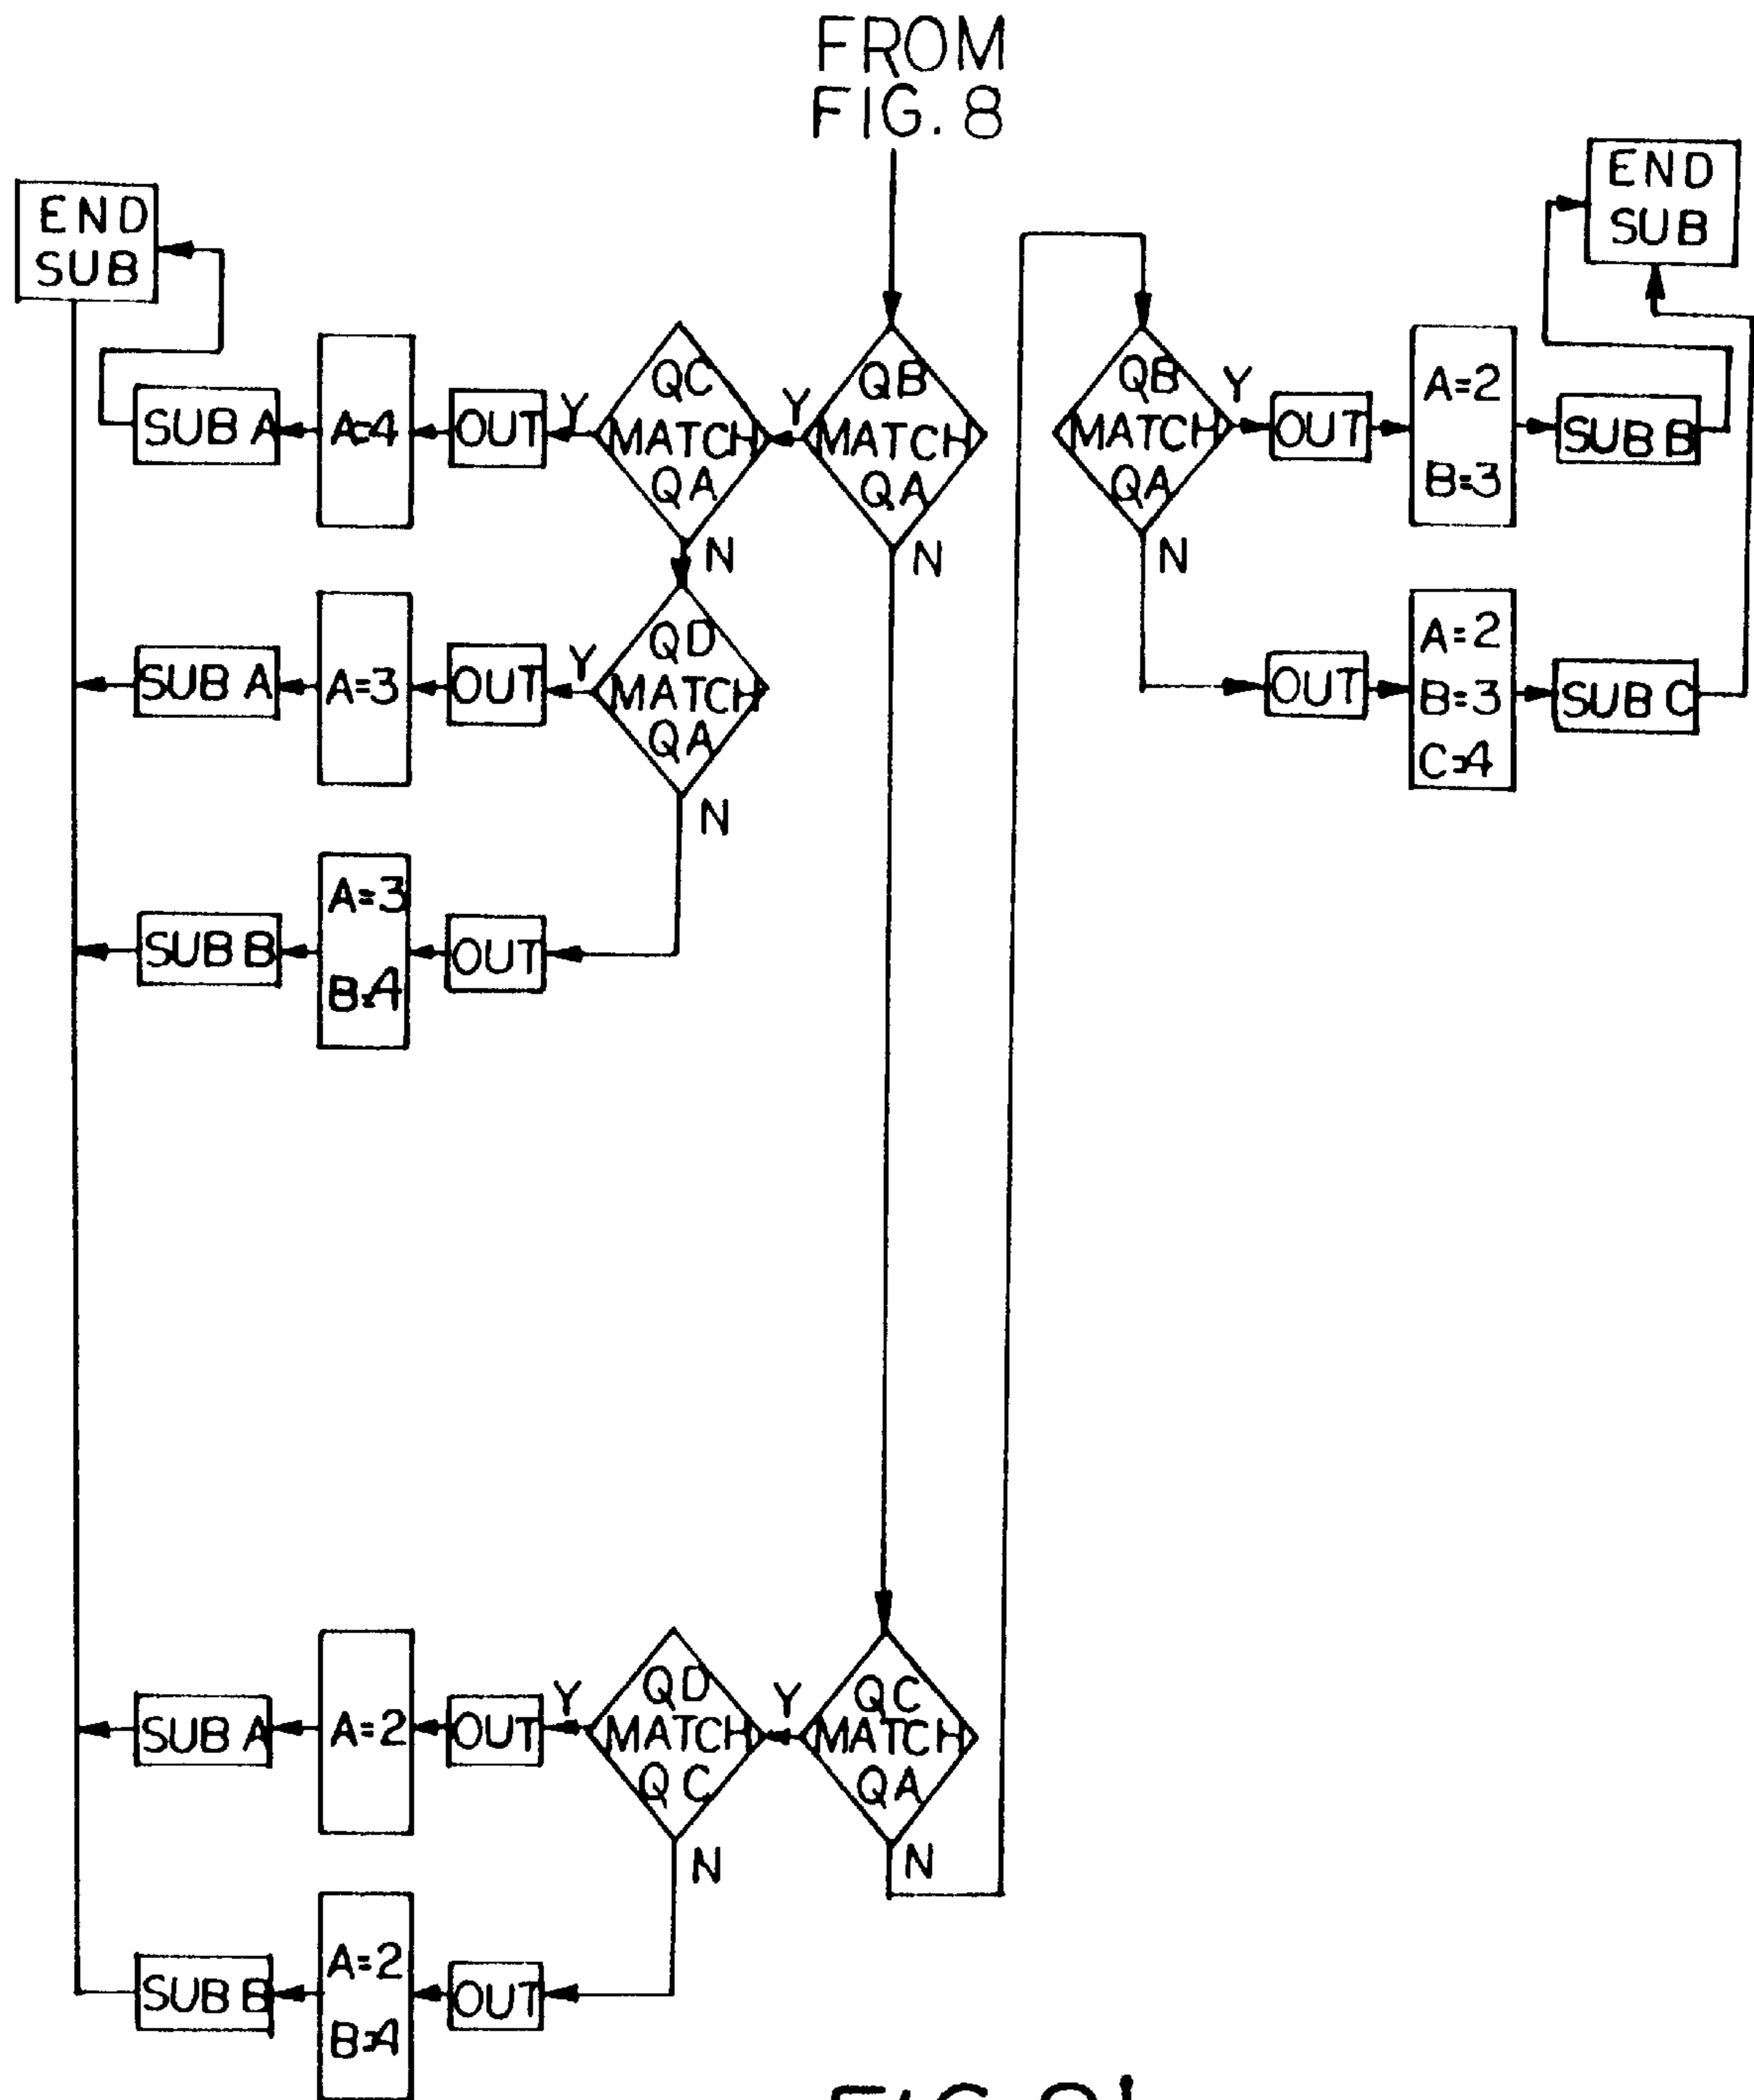 FROM
FIG. 8
END
SUB
END
SUB
SUB A
A=4
OUT
Y
QC
MATCH
QA
N
Y
QB
MATCH
QA
N
QB
MATCH
QA
Y
N
OUT
A=2
B=3
SUB B
SUB A
A=3
OUT
Y
QD
MATCH
QA
N
OUT
A=2
B=3
C=4
SUB C
SUB B
A=3
B=4
OUT
SUB A
A=2
OUT
Y
QD
MATCH
QC
N
Y
QC
MATCH
QA
N
SUB B
A=2
B=4
OUT